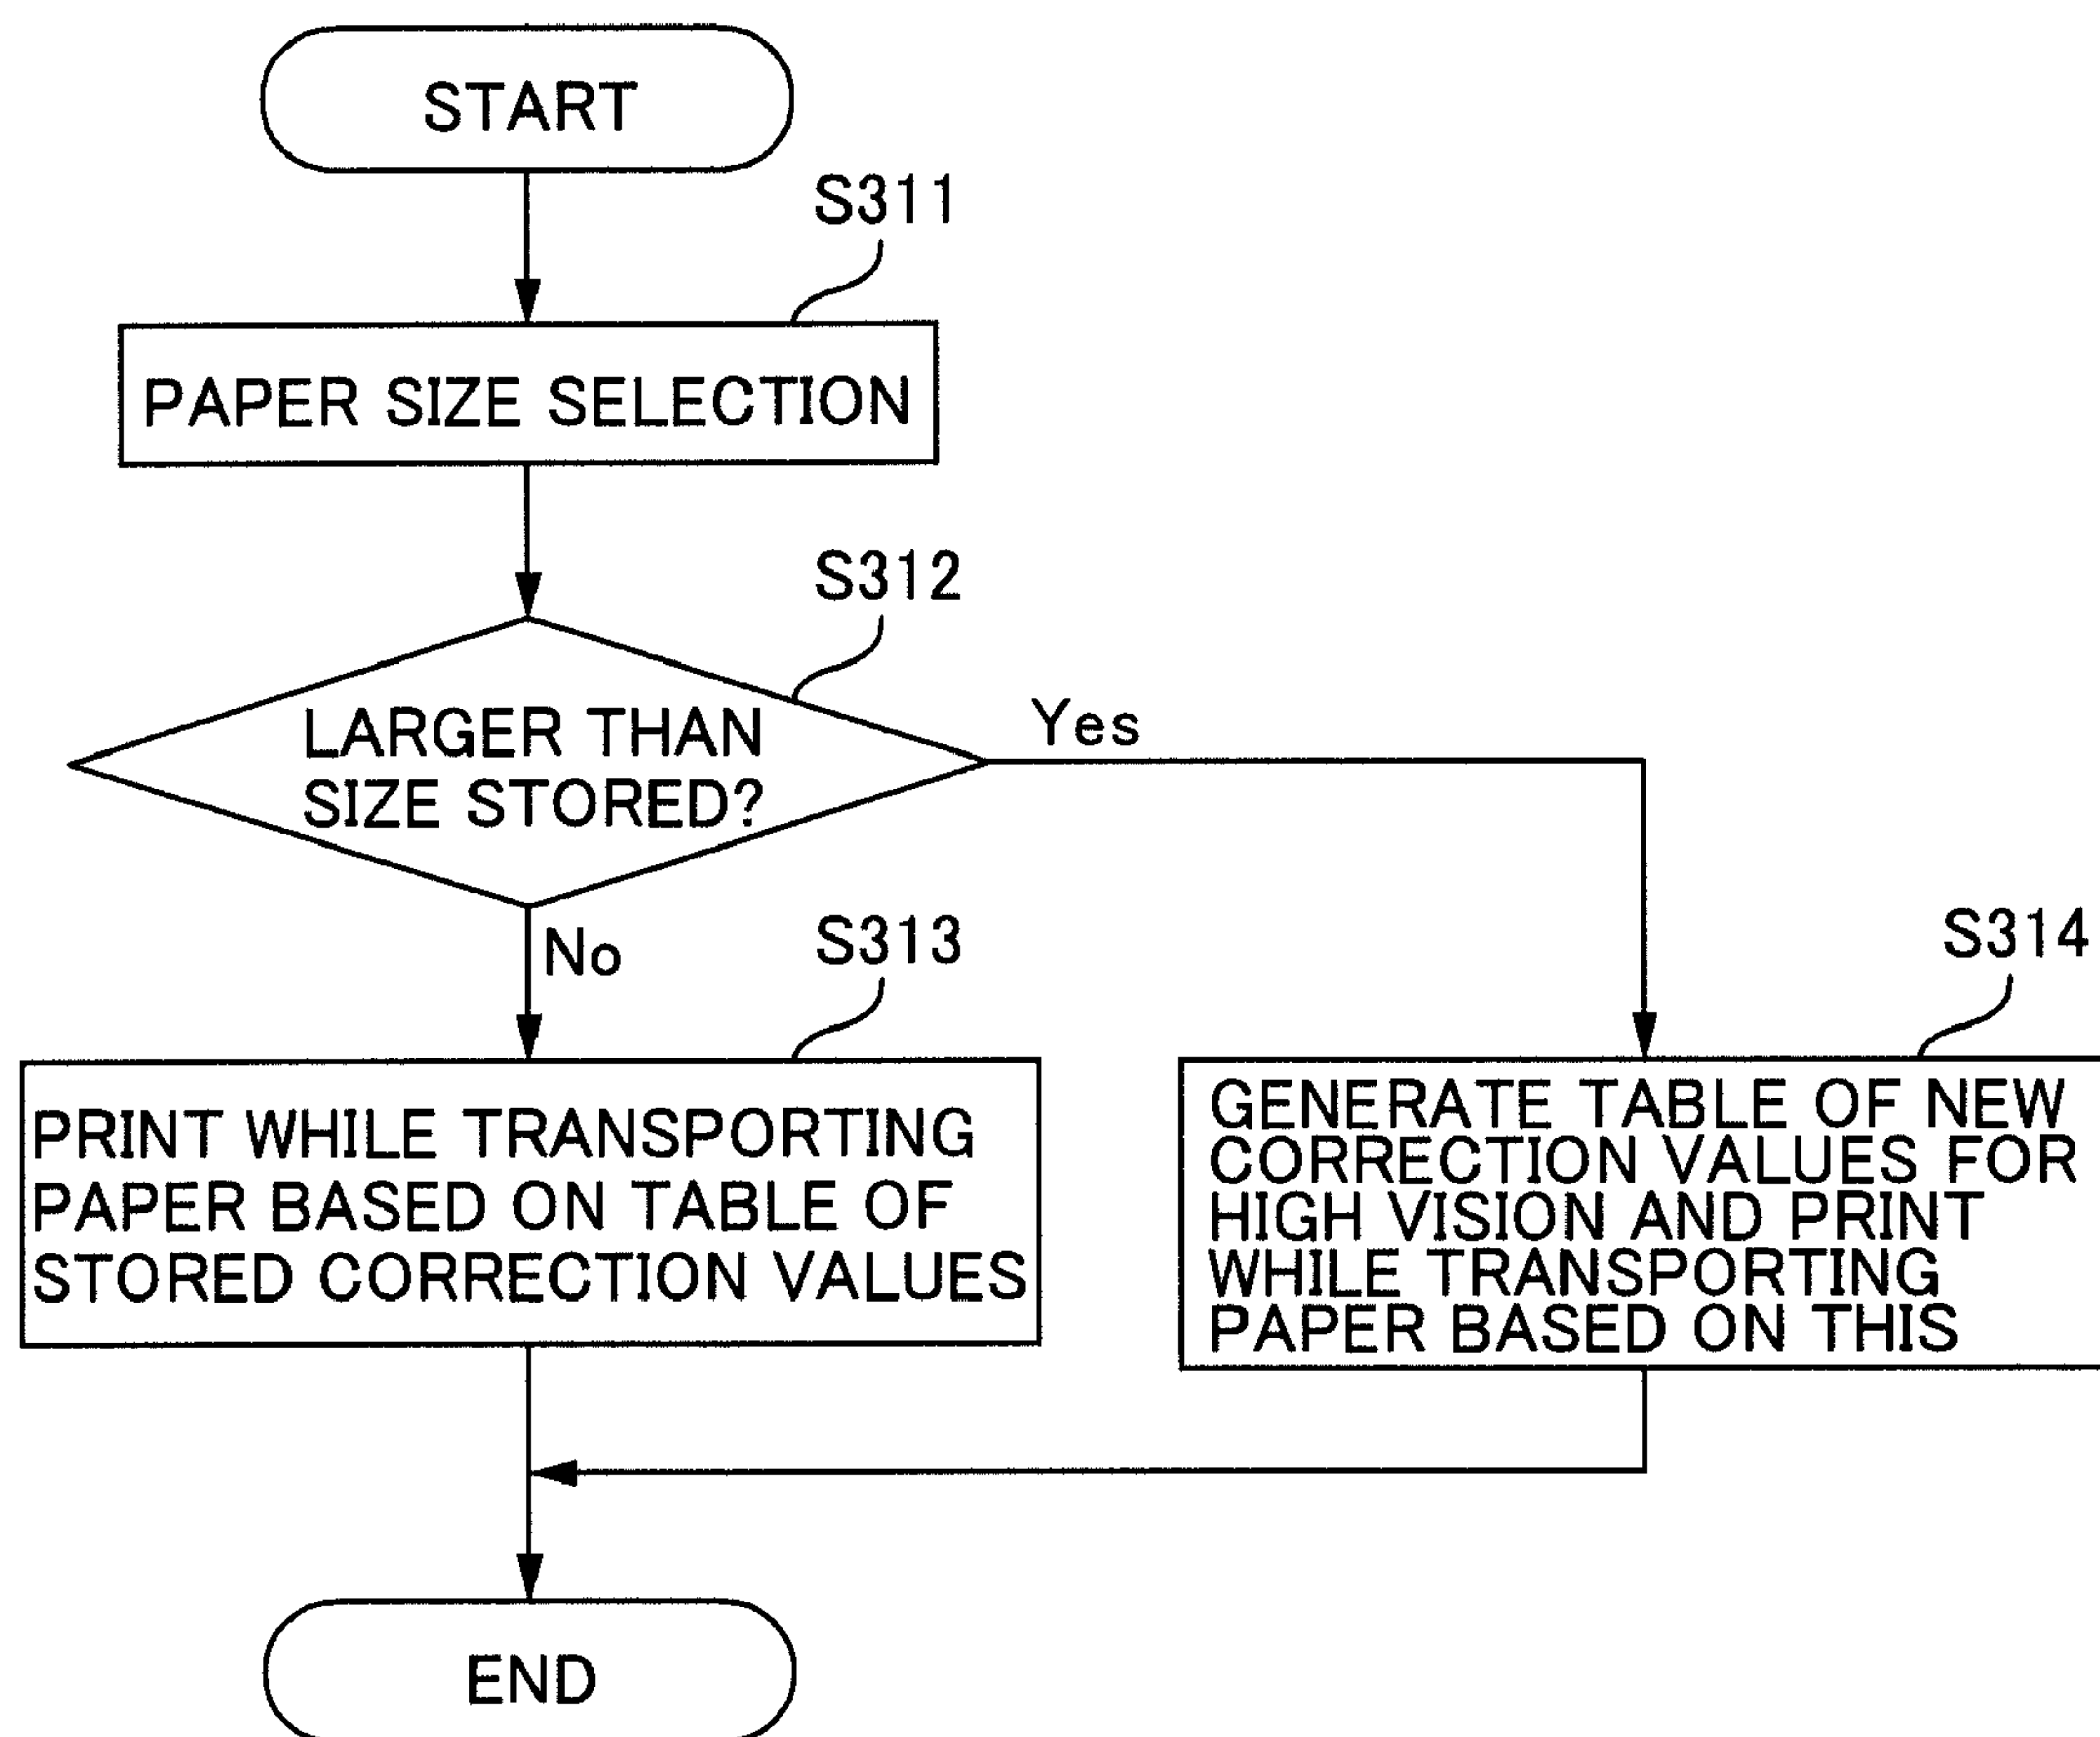 START
S311
PAPER SIZE SELECTION
S312
LARGER THAN
SIZE STORED?
Yes
No
S313
PRINT WHILE TRANSPORTING
PAPER BASED ON TABLE OF
STORED CORRECTION VALUES
S314
GENERATE TABLE OF NEW
CORRECTION VALUES FOR
HIGH VISION AND PRINT
WHILE TRANSPORTING
PAPER BASED ON THIS
END